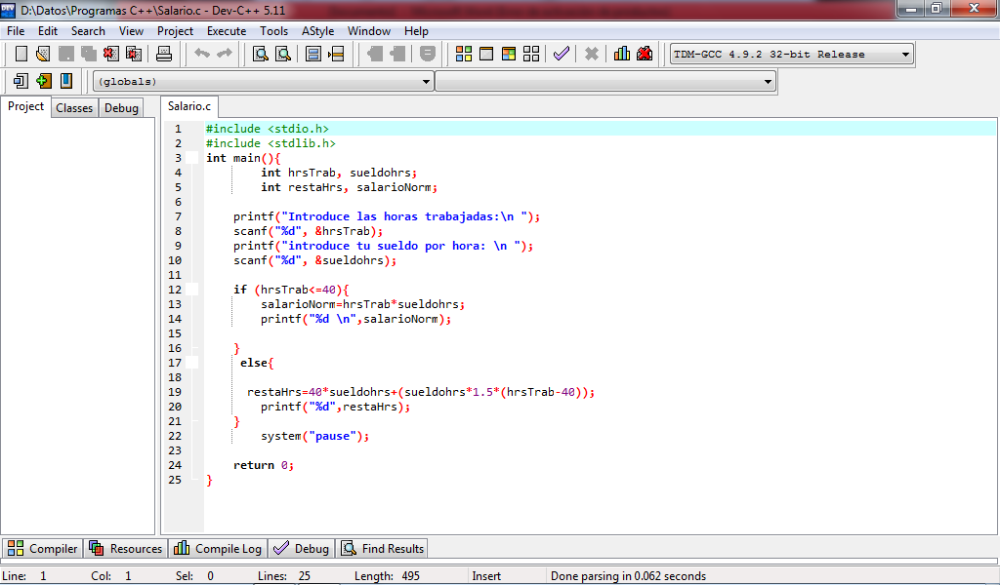 D:\Datos\Programas C++\Salario.c - Dev-C++ 5.11
File Edit Search View Project Execute Tools AStyle Window Help
TDM-GCC 4.9.2 32-bit Release
(globals)
Project Classes Debug Salario.c
1 #include <stdio.h>
2 #include <stdlib.h>
3 int main(){
4 int hrsTrab, sueldohrs;
5 int restaHrs, salarioNorm;
6
7 printf("Introduce las horas trabajadas:\n ");
8 scanf("%d", &hrsTrab);
9 printf("introduce tu sueldo por hora: \n ");
10 scanf("%d", &sueldohrs);
11
12 if (hrsTrab<=40){
13 salarioNorm=hrsTrab*sueldohrs;
14 printf("%d \n",salarioNorm);
15
16 }
17 else{
18
19 restaHrs=40*sueldohrs+(sueldohrs*1.5*(hrsTrab-40));
20 printf("%d",restaHrs);
21 }
22 system("pause");
23
24 return 0;
25 }
Compiler Resources Compile Log Debug Find Results
Line: 1 Col: 1 Sel: 0 Lines: 25 Length: 495 Insert Done parsing in 0.062 seconds